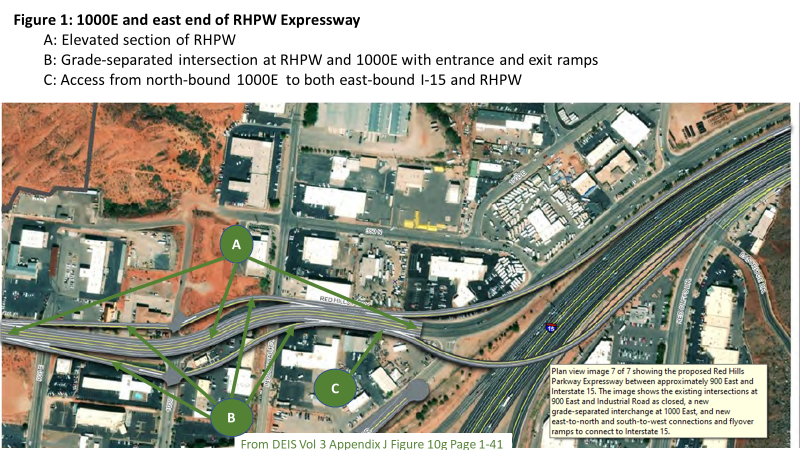 Figure 1: 1000E and east end of RHPW Expressway
A: Elevated section of RHPW
B: Grade-separated intersection at RHPW and 1000E with entrance and exit ramps
C: Access from north-bound 1000E to both east-bound I-15 and RHPW
A
350 N
RED HILLS
15
C
B
Plan view image 7 of 7 showing the proposed Red Hills
Parkway Expressway between approximately 900 East and
Interstate 15. The image shows the existing intersections at
900 East and Industrial Road as closed, a new
grade-separated interchange at 1000 East, and new
east-to-north and south-to-west connections and flyover
ramps to connect to Interstate 15.
From DEIS Vol 3 Appendix J Figure 10g Page 1-41